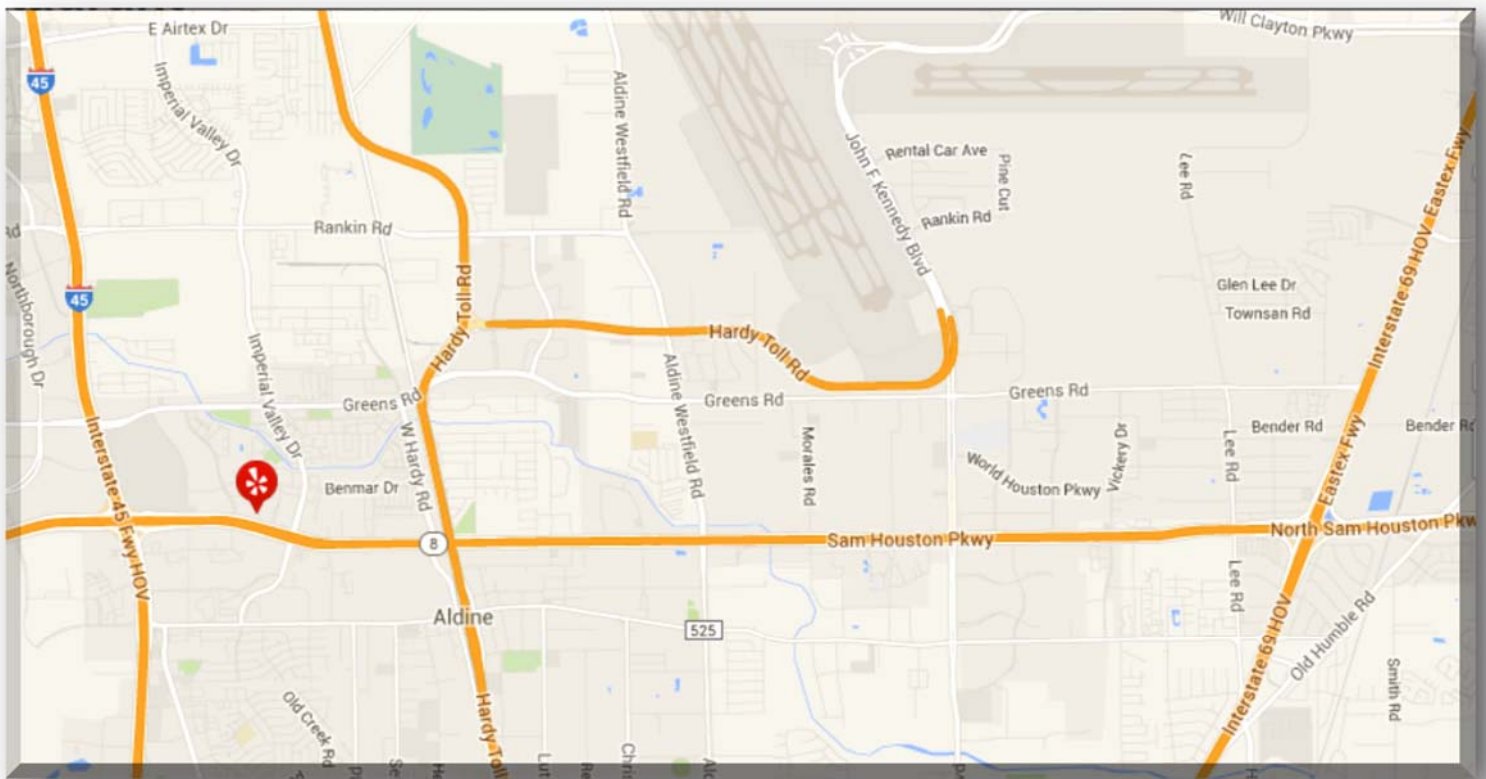 E Airtex Dr
Will Clayton Pkwy
45
Imperial Valley Dr
Aldine Westfield Rd
John F Kennedy Blvd
Rental Car Ave
Pine Cut
Lee Rd
Interstate 69 HOV Eastex Fwy
Rankin Rd
Rankin Rd
Rd
Northborough Dr
45
Hardy Toll Rd
Glen Lee Dr
Townsan Rd
Hardy Toll Rd
Imperial Valley Dr
Aldine Westfield Rd
Greens Rd
Greens Rd
Greens Rd
Interstate 45 Fwy HOV
W Hardy Rd
Morales Rd
Vickery Dr
Lee Rd
Bender Rd
Bender Rd
Eastex Fwy
World Houston Pkwy
Benmar Dr
8
Sam Houston Pkwy
North Sam Houston Pkw
Lee Rd
Aldine
525
Interstate 69 HOV
Old Humble Rd
Smith Rd
Old Creek Rd
Hardy Toll
Lut
Chris